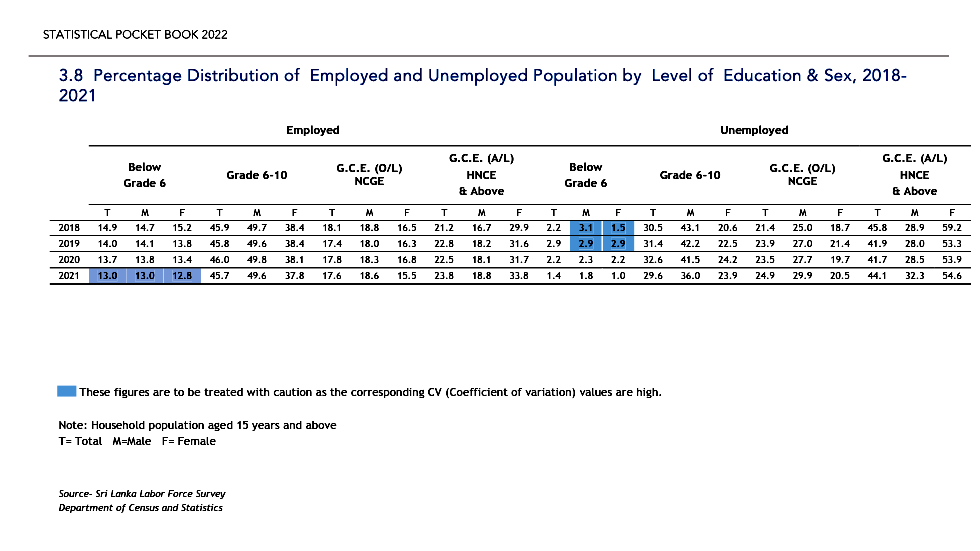 STATISTICAL POCKET BOOK 2022
3.8 Percentage Distribution of Employed and Unemployed Population by Level of Education & Sex, 2018-
2021
Employed Unemployed
Below Grade 6 Grade 6-10 G.C.E. (O/L) NCGE G.C.E. (A/L) HNCE & Above Below Grade 6 Grade 6-10 G.C.E. (O/L) NCGE G.C.E. (A/L) HNCE & Above
T M F T M F T M F T M F T M F T M F T M F T M F
2018 14.9 14.7 15.2 45.9 49.7 38.4 18.1 18.8 16.5 21.2 16.7 29.9 2.2 3.1 1.5 30.5 43.1 20.6 21.4 25.0 18.7 45.8 28.9 59.2
2019 14.0 14.1 13.8 45.8 49.6 38.4 17.4 18.0 16.3 22.8 18.2 31.6 2.9 2.9 2.9 31.4 42.2 22.5 23.9 27.0 21.4 41.9 28.0 53.3
2020 13.7 13.8 13.4 46.0 49.8 38.1 17.8 18.3 16.8 22.5 18.1 31.7 2.2 2.3 2.2 32.6 41.5 24.2 23.5 27.7 19.7 41.7 28.5 53.9
2021 13.0 13.0 12.8 45.7 49.6 37.8 17.6 18.6 15.5 23.8 18.8 33.8 1.4 1.8 1.0 29.6 36.0 23.9 24.9 29.9 20.5 44.1 32.3 54.6
These figures are to be treated with caution as the corresponding CV (Coefficient of variation) values are high.
Note: Household population aged 15 years and above
T= Total M=Male F= Female
Source- Sri Lanka Labor Force Survey
Department of Census and Statistics